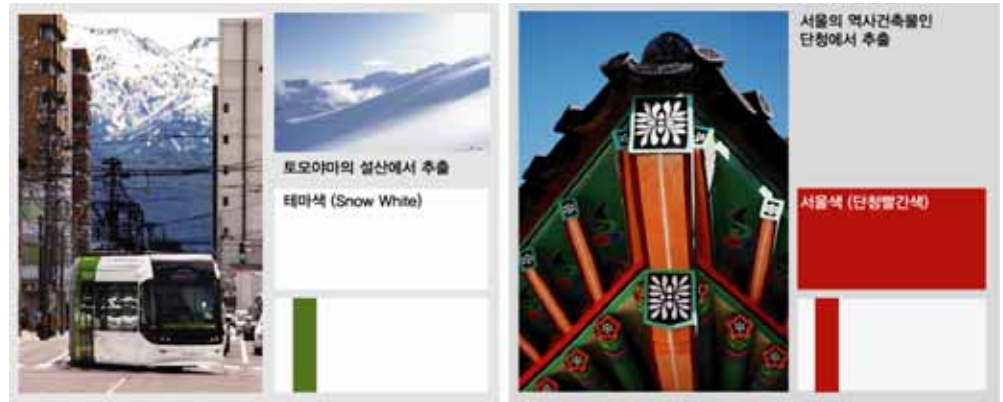 토모야마의 설산에서 추출
테마색 (Snow White)
서울의 역사건축물인
단청에서 추출
서울색 (단청빨간색)